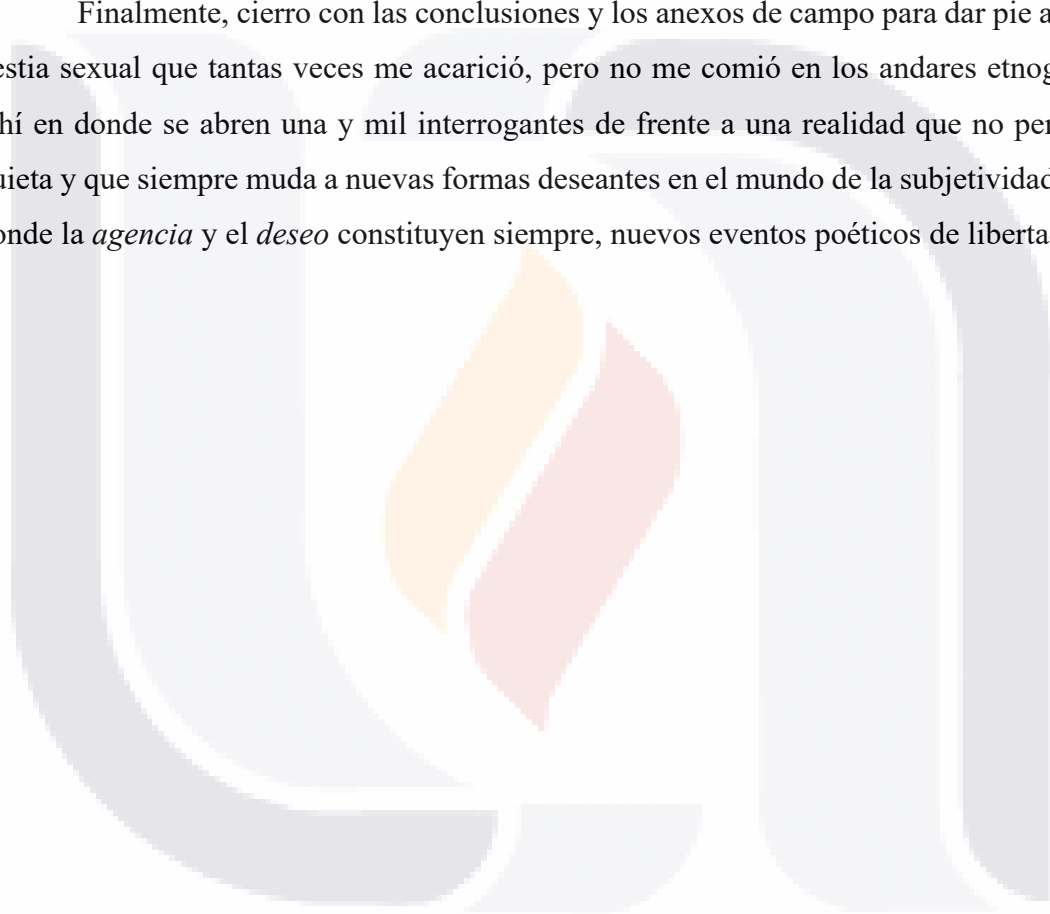 Finalmente, cierro con las conclusiones y los anexos de campo para dar pie a
estia sexual que tantas veces me acarició, pero no me comió en los andares etnog
hí en donde se abren una y mil interrogantes de frente a una realidad que no per
uieta y que siempre muda a nuevas formas deseantes en el mundo de la subjetividad
onde la agencia y el deseo constituyen siempre, nuevos eventos poéticos de liberta